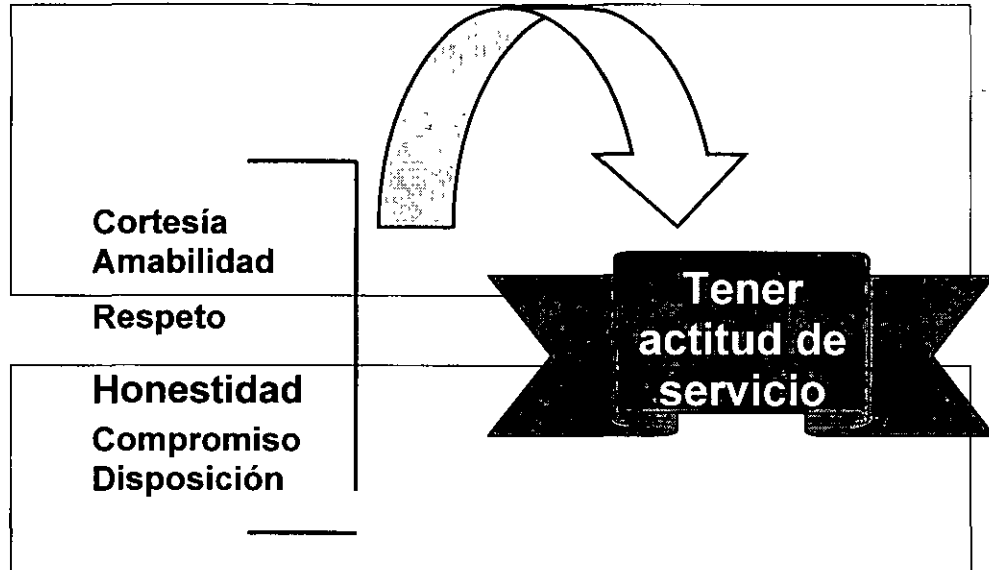 Cortesía
Amabilidad
Respeto
Honestidad
Compromiso
Disposición
Tener
actitud de
servicio